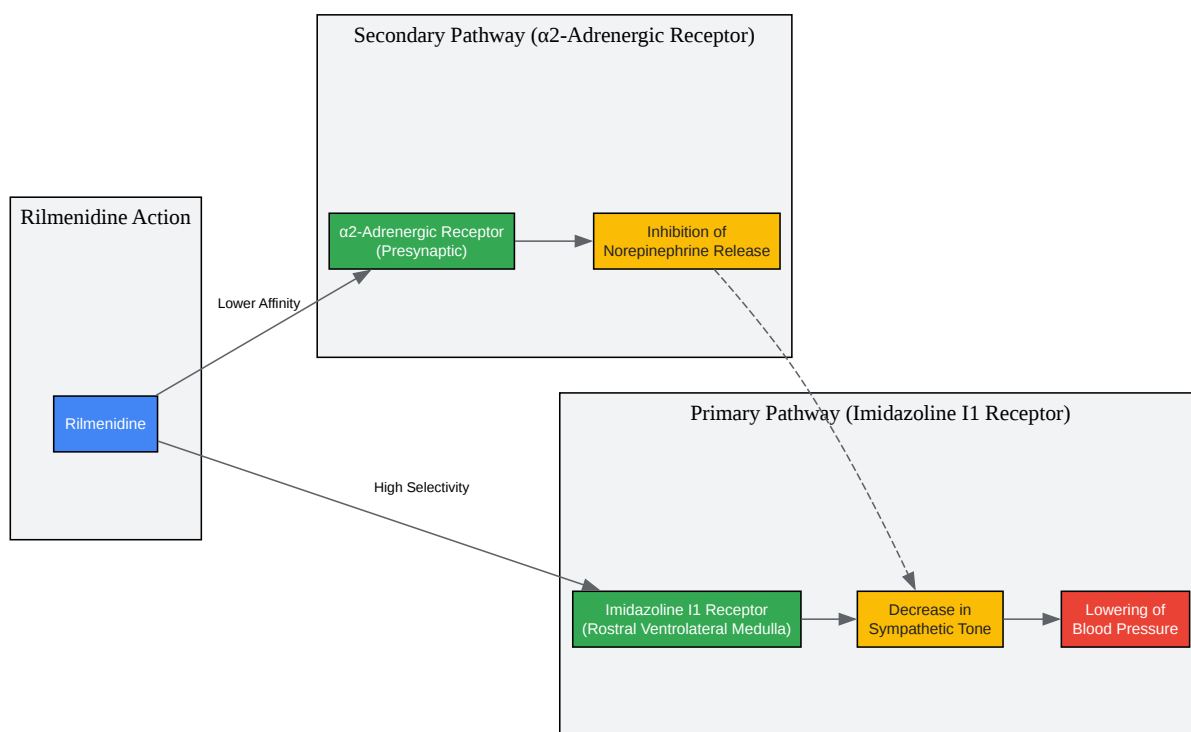 Secondary Pathway (α2-Adrenergic Receptor)
Rilmenidine Action
α2-Adrenergic Receptor
(Presynaptic)
Inhibition of
Norepinephrine Release
Lower Affinity
Rilmenidine
Primary Pathway (Imidazoline I1 Receptor)
High Selectivity
Imidazoline I1 Receptor
(Rostral Ventrolateral Medulla)
Decrease in
Sympathetic Tone
Lowering of
Blood Pressure